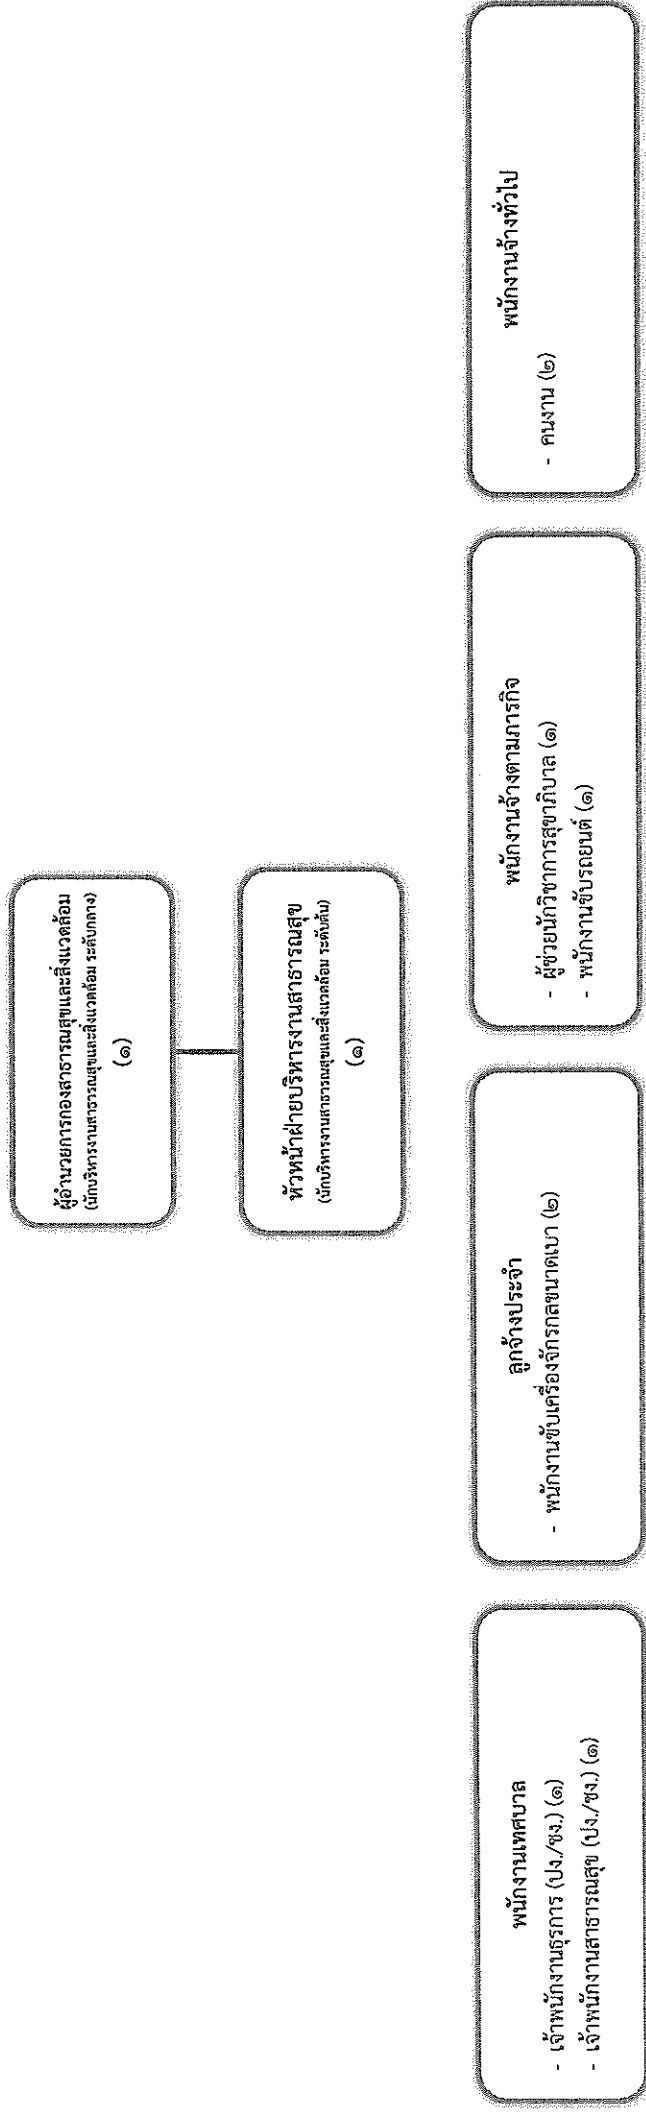 ผู้อำนวยการกองสาธารณสุขและสิ่งแวดล้อม
(นักบริหารงานสาธารณสุขและสิ่งแวดล้อม ระดับกลาง)
(๑)
หัวหน้าฝ่ายบริหารงานสาธารณสุข
(นักบริหารงานสาธารณสุขและสิ่งแวดล้อม ระดับต้น)
(๑)
พนักงานเทศบาล
- เจ้าพนักงานธุรการ (ปง./ชง.) (๑)
- เจ้าพนักงานสาธารณสุข (ปง./ชง.) (๑)
ลูกจ้างประจำ
- พนักงานขับเครื่องจักรกลขนาดเบา (๒)
พนักงานจ้างตามภารกิจ
- ผู้ช่วยนักวิชาการสุขาภิบาล (๑)
- พนักงานขับรถยนต์ (๑)
พนักงานจ้างทั่วไป
- คนงาน (๒)